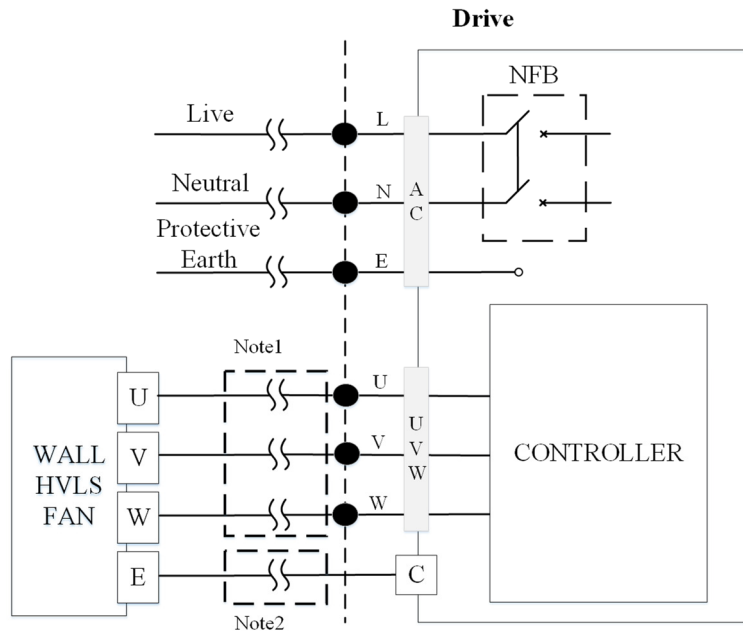 Drive
NFB
Live
L
Neutral
N
A
C
Protective
Earth
E
Note1
U
U
U
V
V
V
W
W
W
WALL
HVLS
FAN
CONTROLLER
E
C
Note2